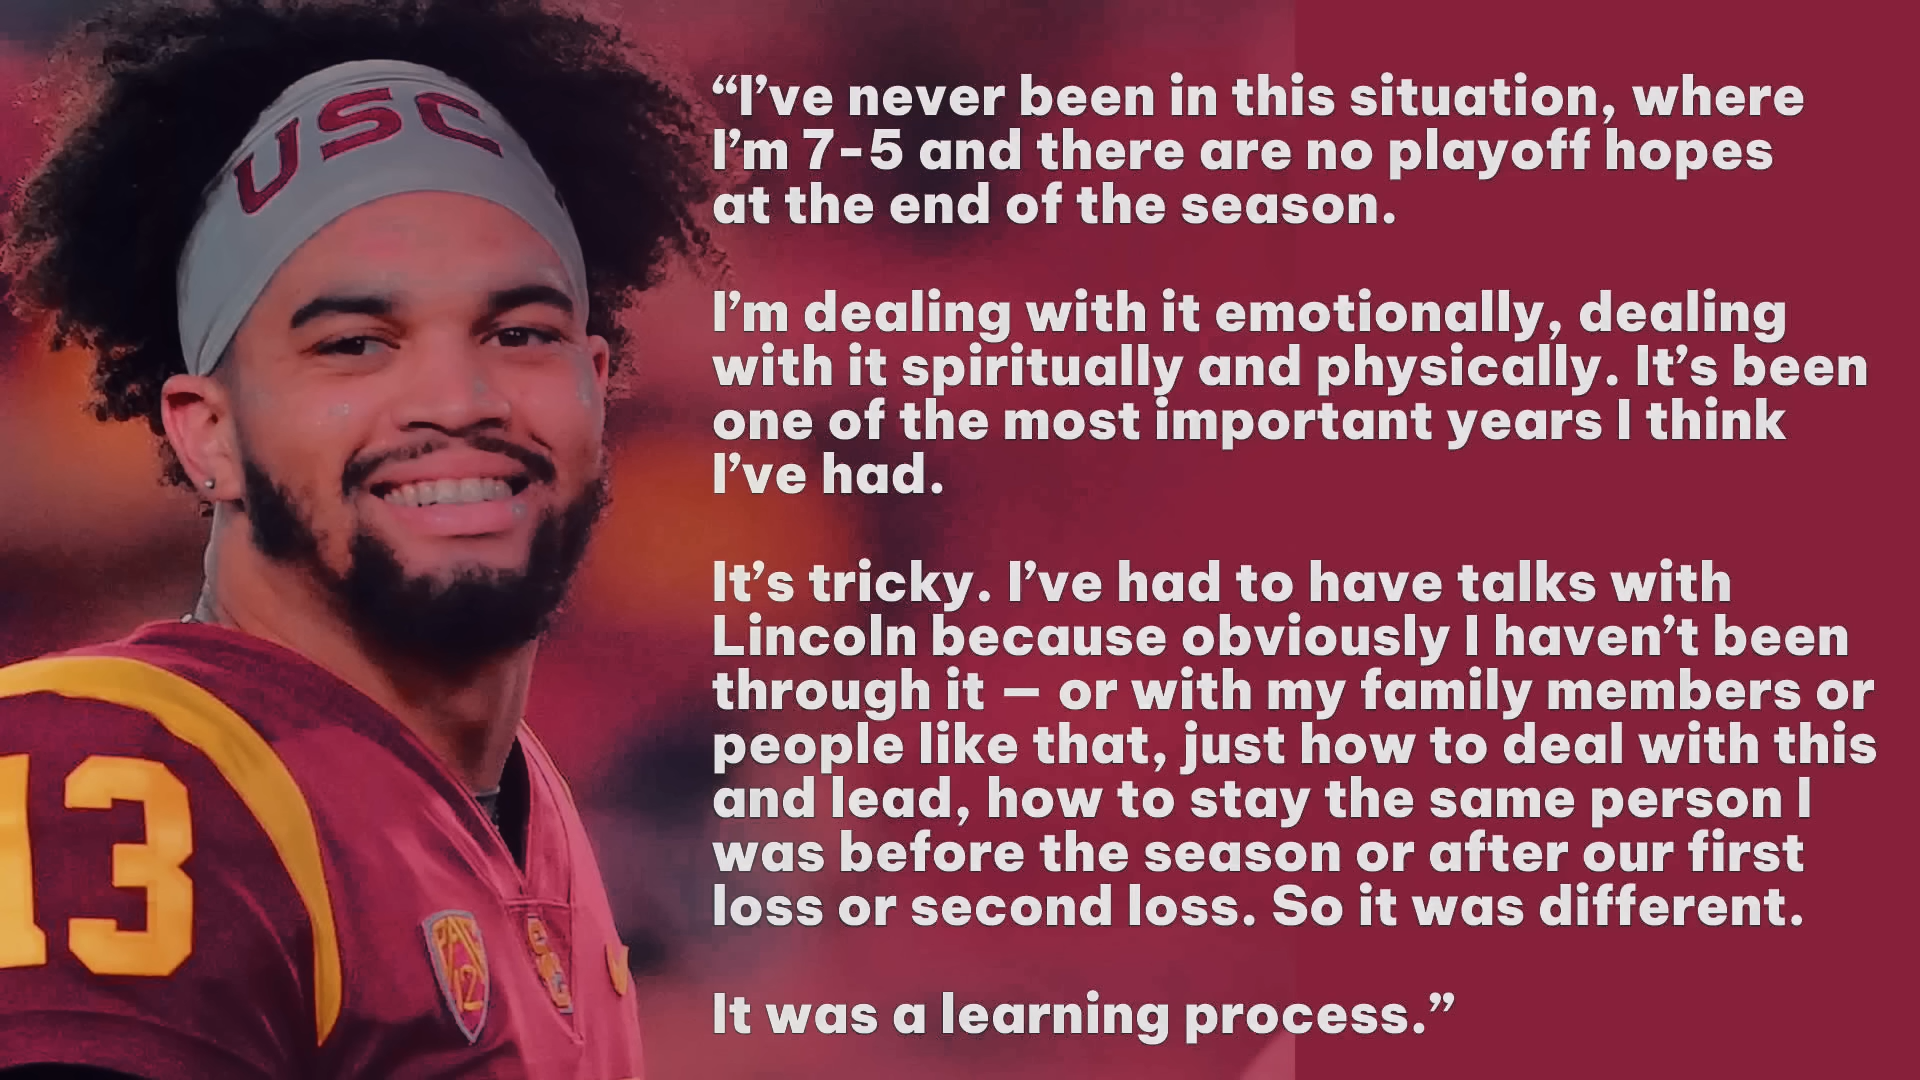 USC
“I’ve never been in this situation, where
I’m 7-5 and there are no playoff hopes
at the end of the season.
I’m dealing with it emotionally, dealing
with it spiritually and physically. It’s been
one of the most important years I think
I’ve had.
It’s tricky. I’ve had to have talks with
Lincoln because obviously I haven’t been
through it — or with my family members or
people like that, just how to deal with this
and lead, how to stay the same person I
was before the season or after our first
loss or second loss. So it was different.
It was a learning process.”
13
PAC
12
SC